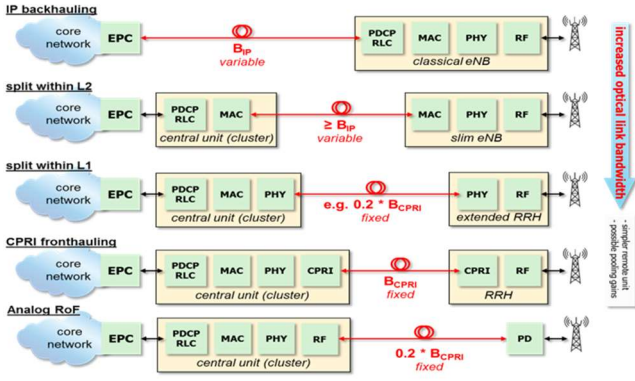 IP backhauling
core
network
EPC
B_IP
variable
PDCP
RLC
MAC
PHY
RF
classical eNB
split within L2
core
network
EPC
PDCP
RLC
MAC
central unit (cluster)
≥ B_IP
variable
MAC
PHY
RF
slim eNB
split within L1
core
network
EPC
PDCP
RLC
MAC
PHY
central unit (cluster)
e.g. 0.2 * B_CPRI
fixed
PHY
RF
extended RRH
CPRI fronthauling
core
network
EPC
PDCP
RLC
MAC
PHY
CPRI
central unit (cluster)
B_CPRI
fixed
CPRI
RF
RRH
Analog RoF
core
network
EPC
PDCP
RLC
MAC
PHY
RF
central unit (cluster)
0.2 * B_CPRI
fixed
PD
increased optical link bandwidth
- simpler remote unit
- possible pooling gains